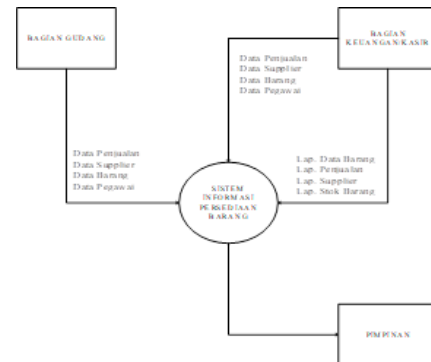 BAGIAN GUDANG
BAGIAN
KEUANGAN/KASIR
Data Penjualan
Data Supplier
Data Barang
Data Pegawai
Data Penjualan
Data Supplier
Data Barang
Data Pegawai
Lap. Data Barang
Lap. Penjualan
Lap. Supplier
Lap. Stok Barang
SISTEM
INFORMASI
PERSEDIAAN
BARANG
PIMPINAN